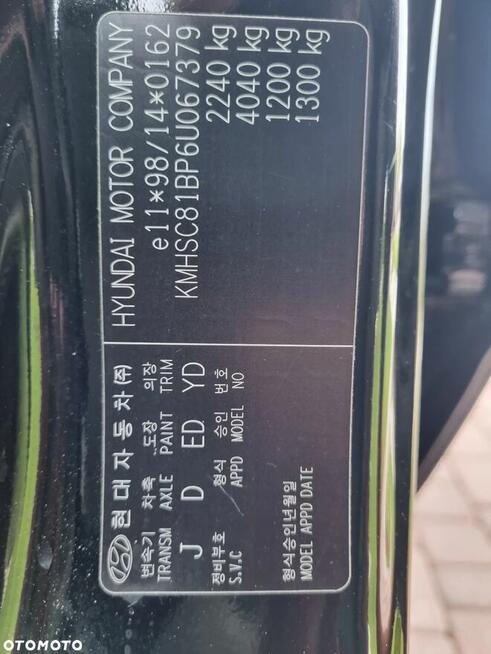 현대자동차(주)
HYUNDAI MOTOR COMPANY
e11*98/14*0162
KMHSC81BP6U067379
2240 kg
4040 kg
1200 kg
1300 kg
변속기 차축 도장 의장
TRANSM AXLE PAINT TRIM
J D ED YD
정비부호 형식 승인 번호
S.V.C APPD MODEL NO
형식승인년월일
MODEL APPD DATE
OTOMOTO